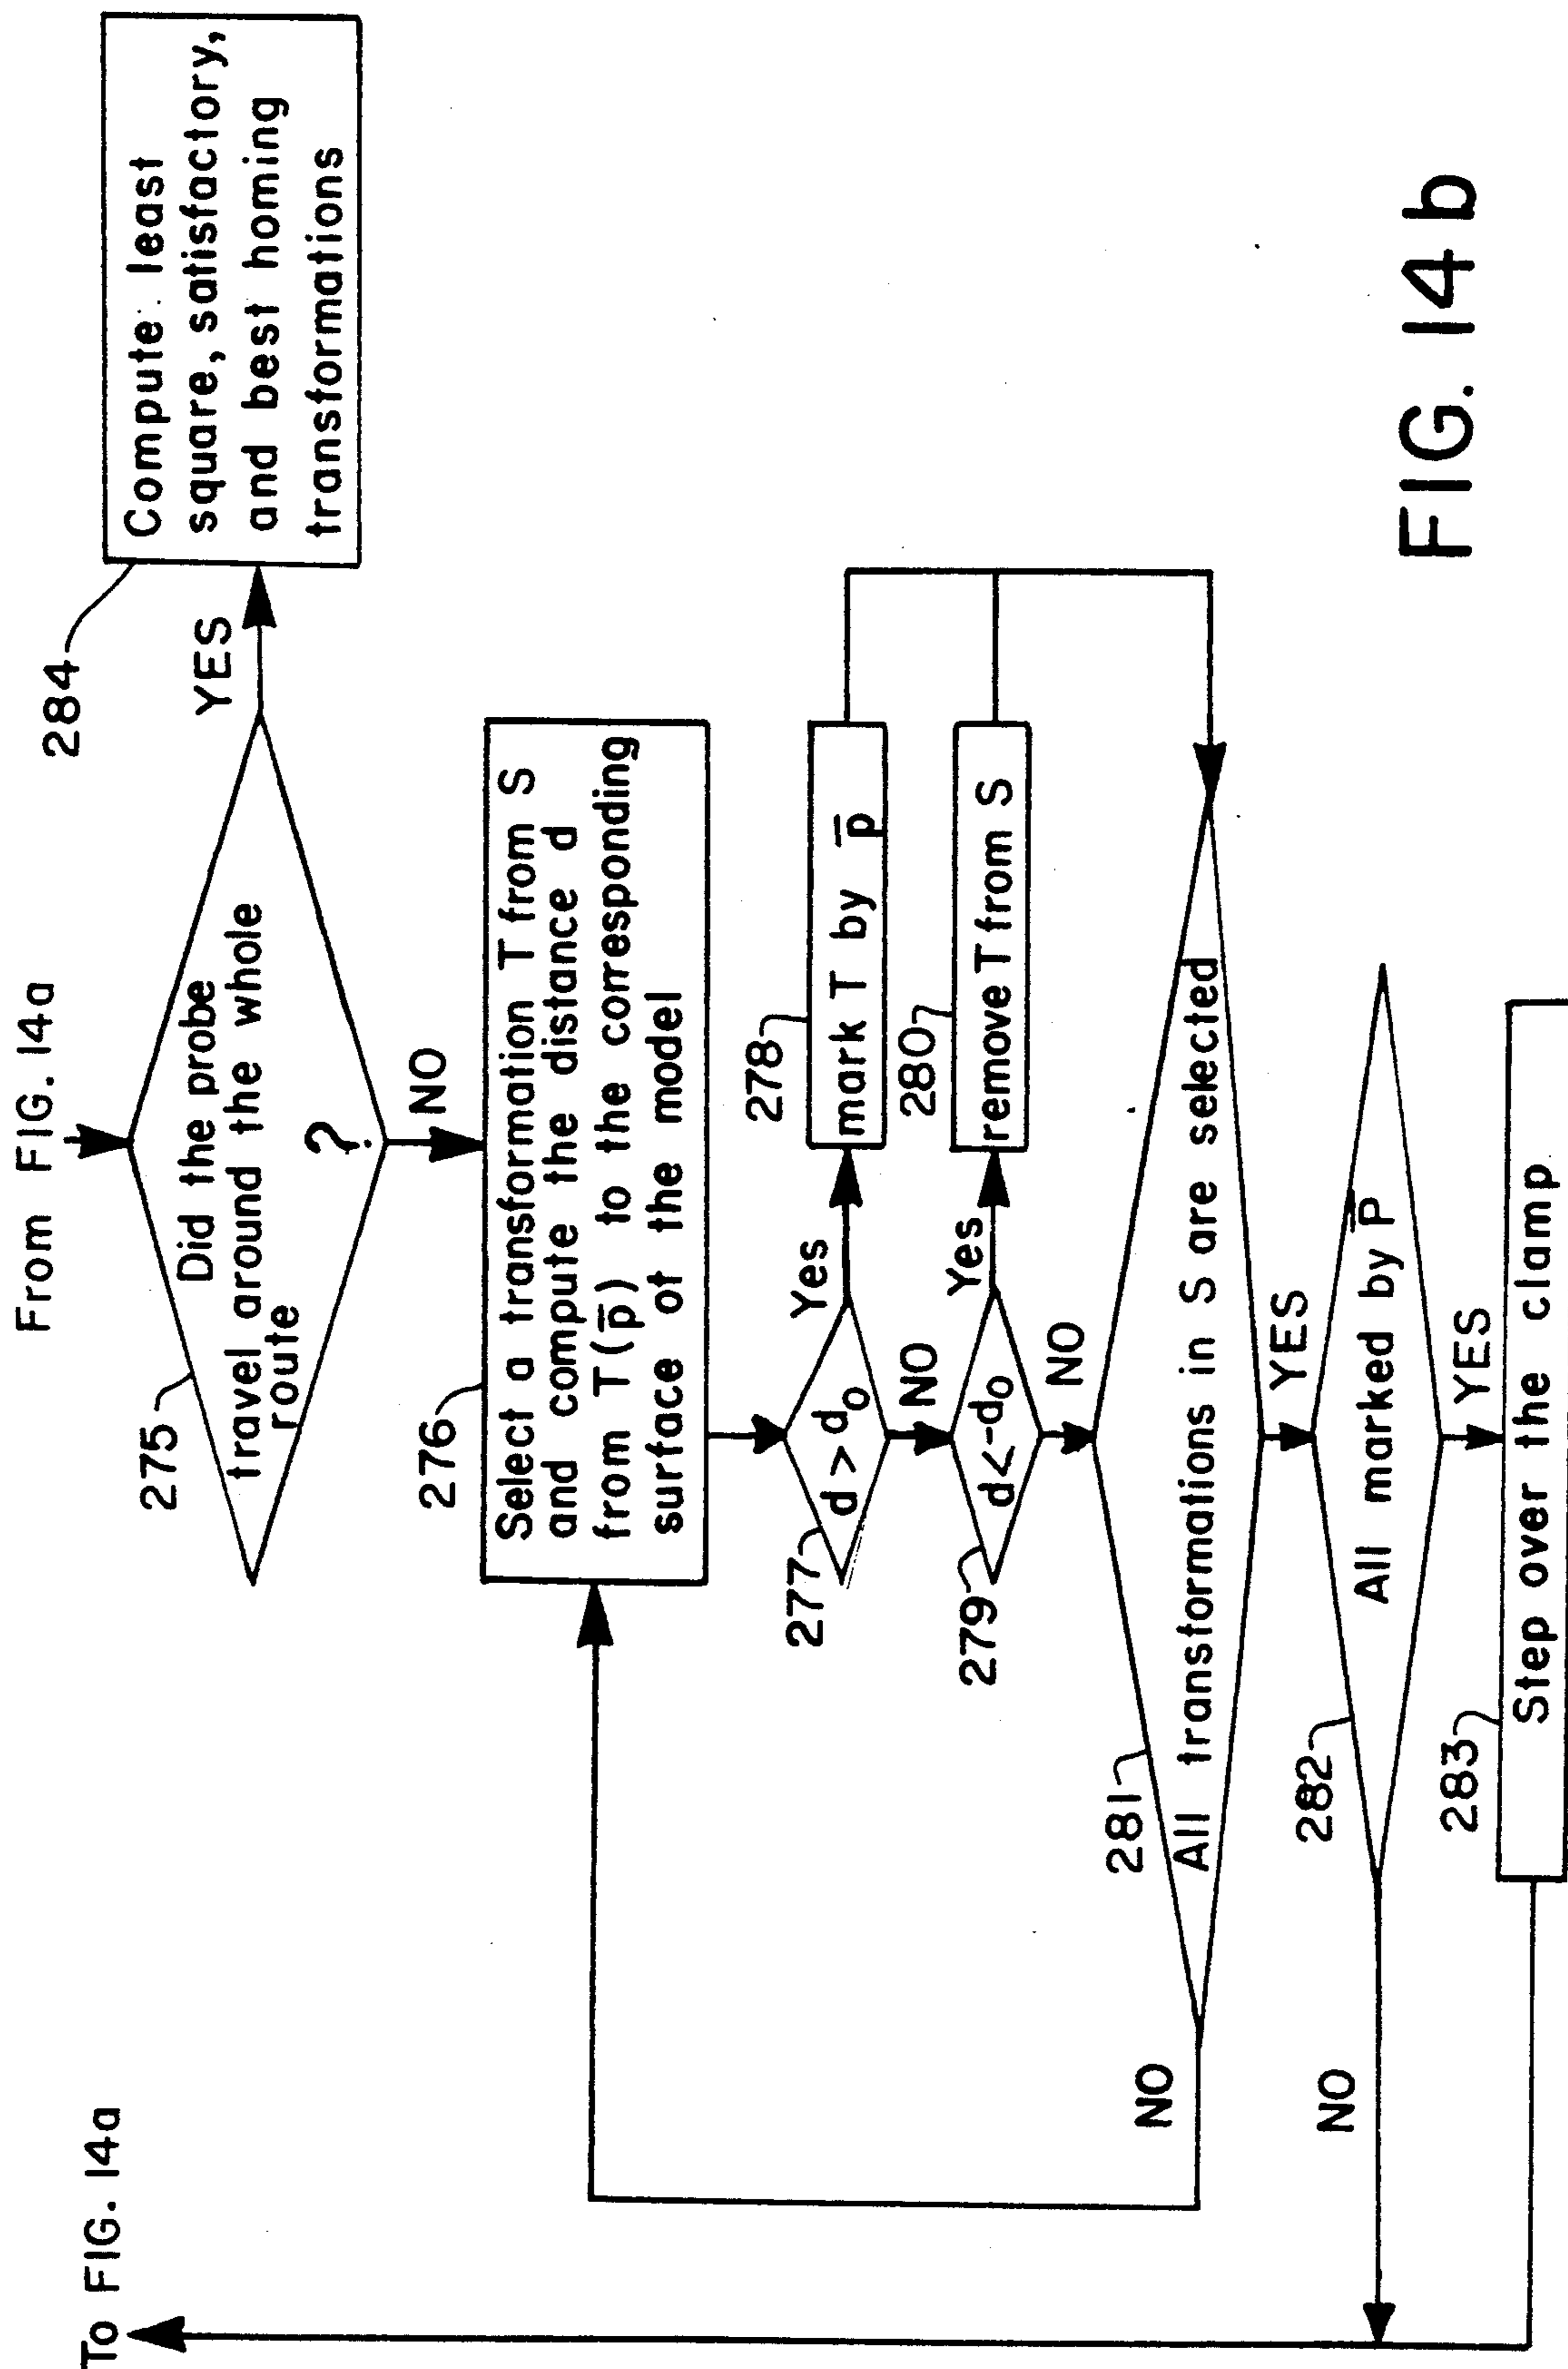 From FIG. 14a
Did the probe
travel around the whole
route
?
275
YES
284
Compute least
square, satisfactory,
and best homing
transformations
NO
276
Select a transformation T from S
and compute the distance d
from T(p̅) to the corresponding
surface of the model
277
d > d₀
Yes
278
mark T by p̅
NO
279
d < -d₀
Yes
280
remove T from S
NO
281
All transformations in S are selected
NO
YES
282
All marked by P̅
NO
YES
283
Step over the clamp
To FIG. 14a
FIG. 14b